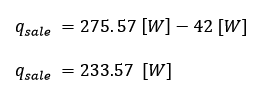 q_sale = 275.57 [W] − 42 [W]
q_sale = 233.57 [W]